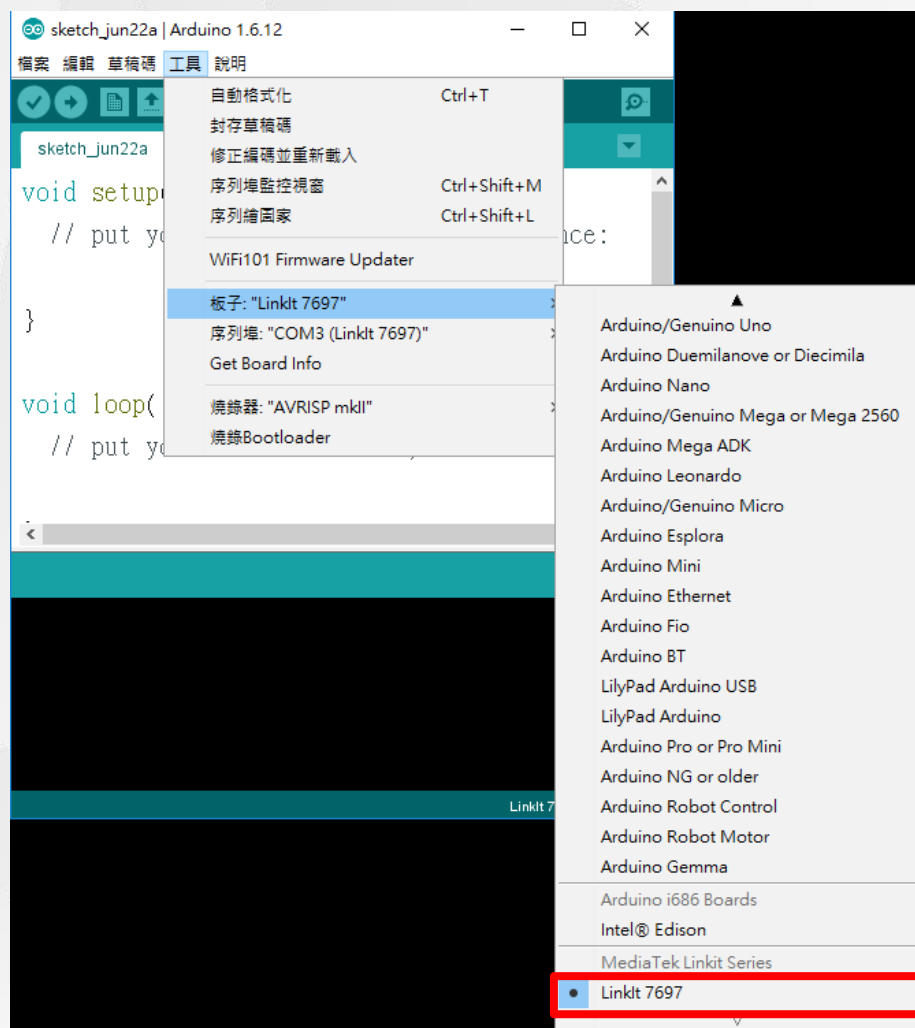 sketch_jun22a | Arduino 1.6.12
檔案 編輯 草稿碼 工具 說明
sketch_jun22a
void setup
// put yo
nce:
}
void loop(
// put yo
自動格式化 Ctrl+T
封存草稿碼
修正編碼並重新載入
序列埠監控視窗 Ctrl+Shift+M
序列繪圖家 Ctrl+Shift+L
WiFi101 Firmware Updater
板子: "LinkIt 7697"
序列埠: "COM3 (LinkIt 7697)"
Get Board Info
燒錄器: "AVRISP mkII"
燒錄Bootloader
Arduino/Genuino Uno
Arduino Duemilanove or Diecimila
Arduino Nano
Arduino/Genuino Mega or Mega 2560
Arduino Mega ADK
Arduino Leonardo
Arduino/Genuino Micro
Arduino Esplora
Arduino Mini
Arduino Ethernet
Arduino Fio
Arduino BT
LilyPad Arduino USB
LilyPad Arduino
Arduino Pro or Pro Mini
Arduino NG or older
Arduino Robot Control
Arduino Robot Motor
Arduino Gemma
Arduino i686 Boards
Intel® Edison
MediaTek Linkit Series
LinkIt 7697
LinkIt 7